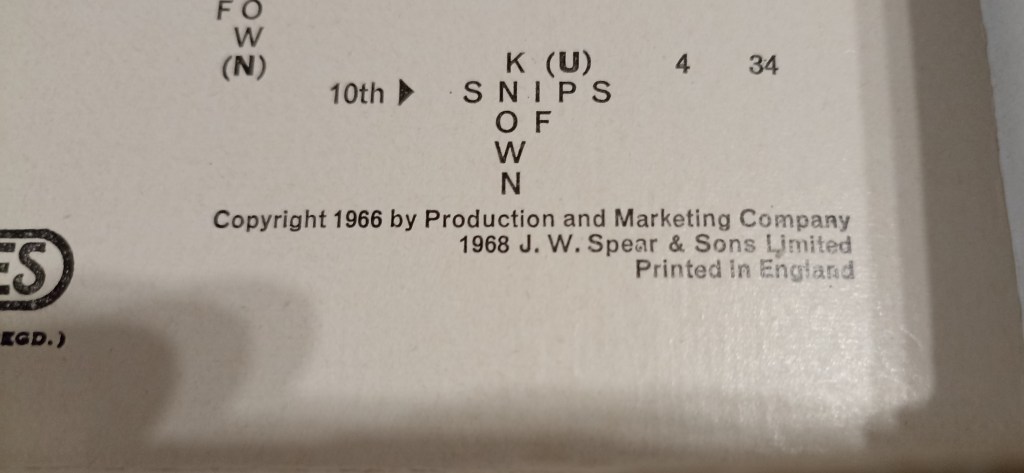 F O
W
(N)
K (U) 4 34
10th ▶ S N I P S
O F
W
N
Copyright 1966 by Production and Marketing Company
1968 J. W. Spear & Sons Limited
Printed in England
ES
EGD.)